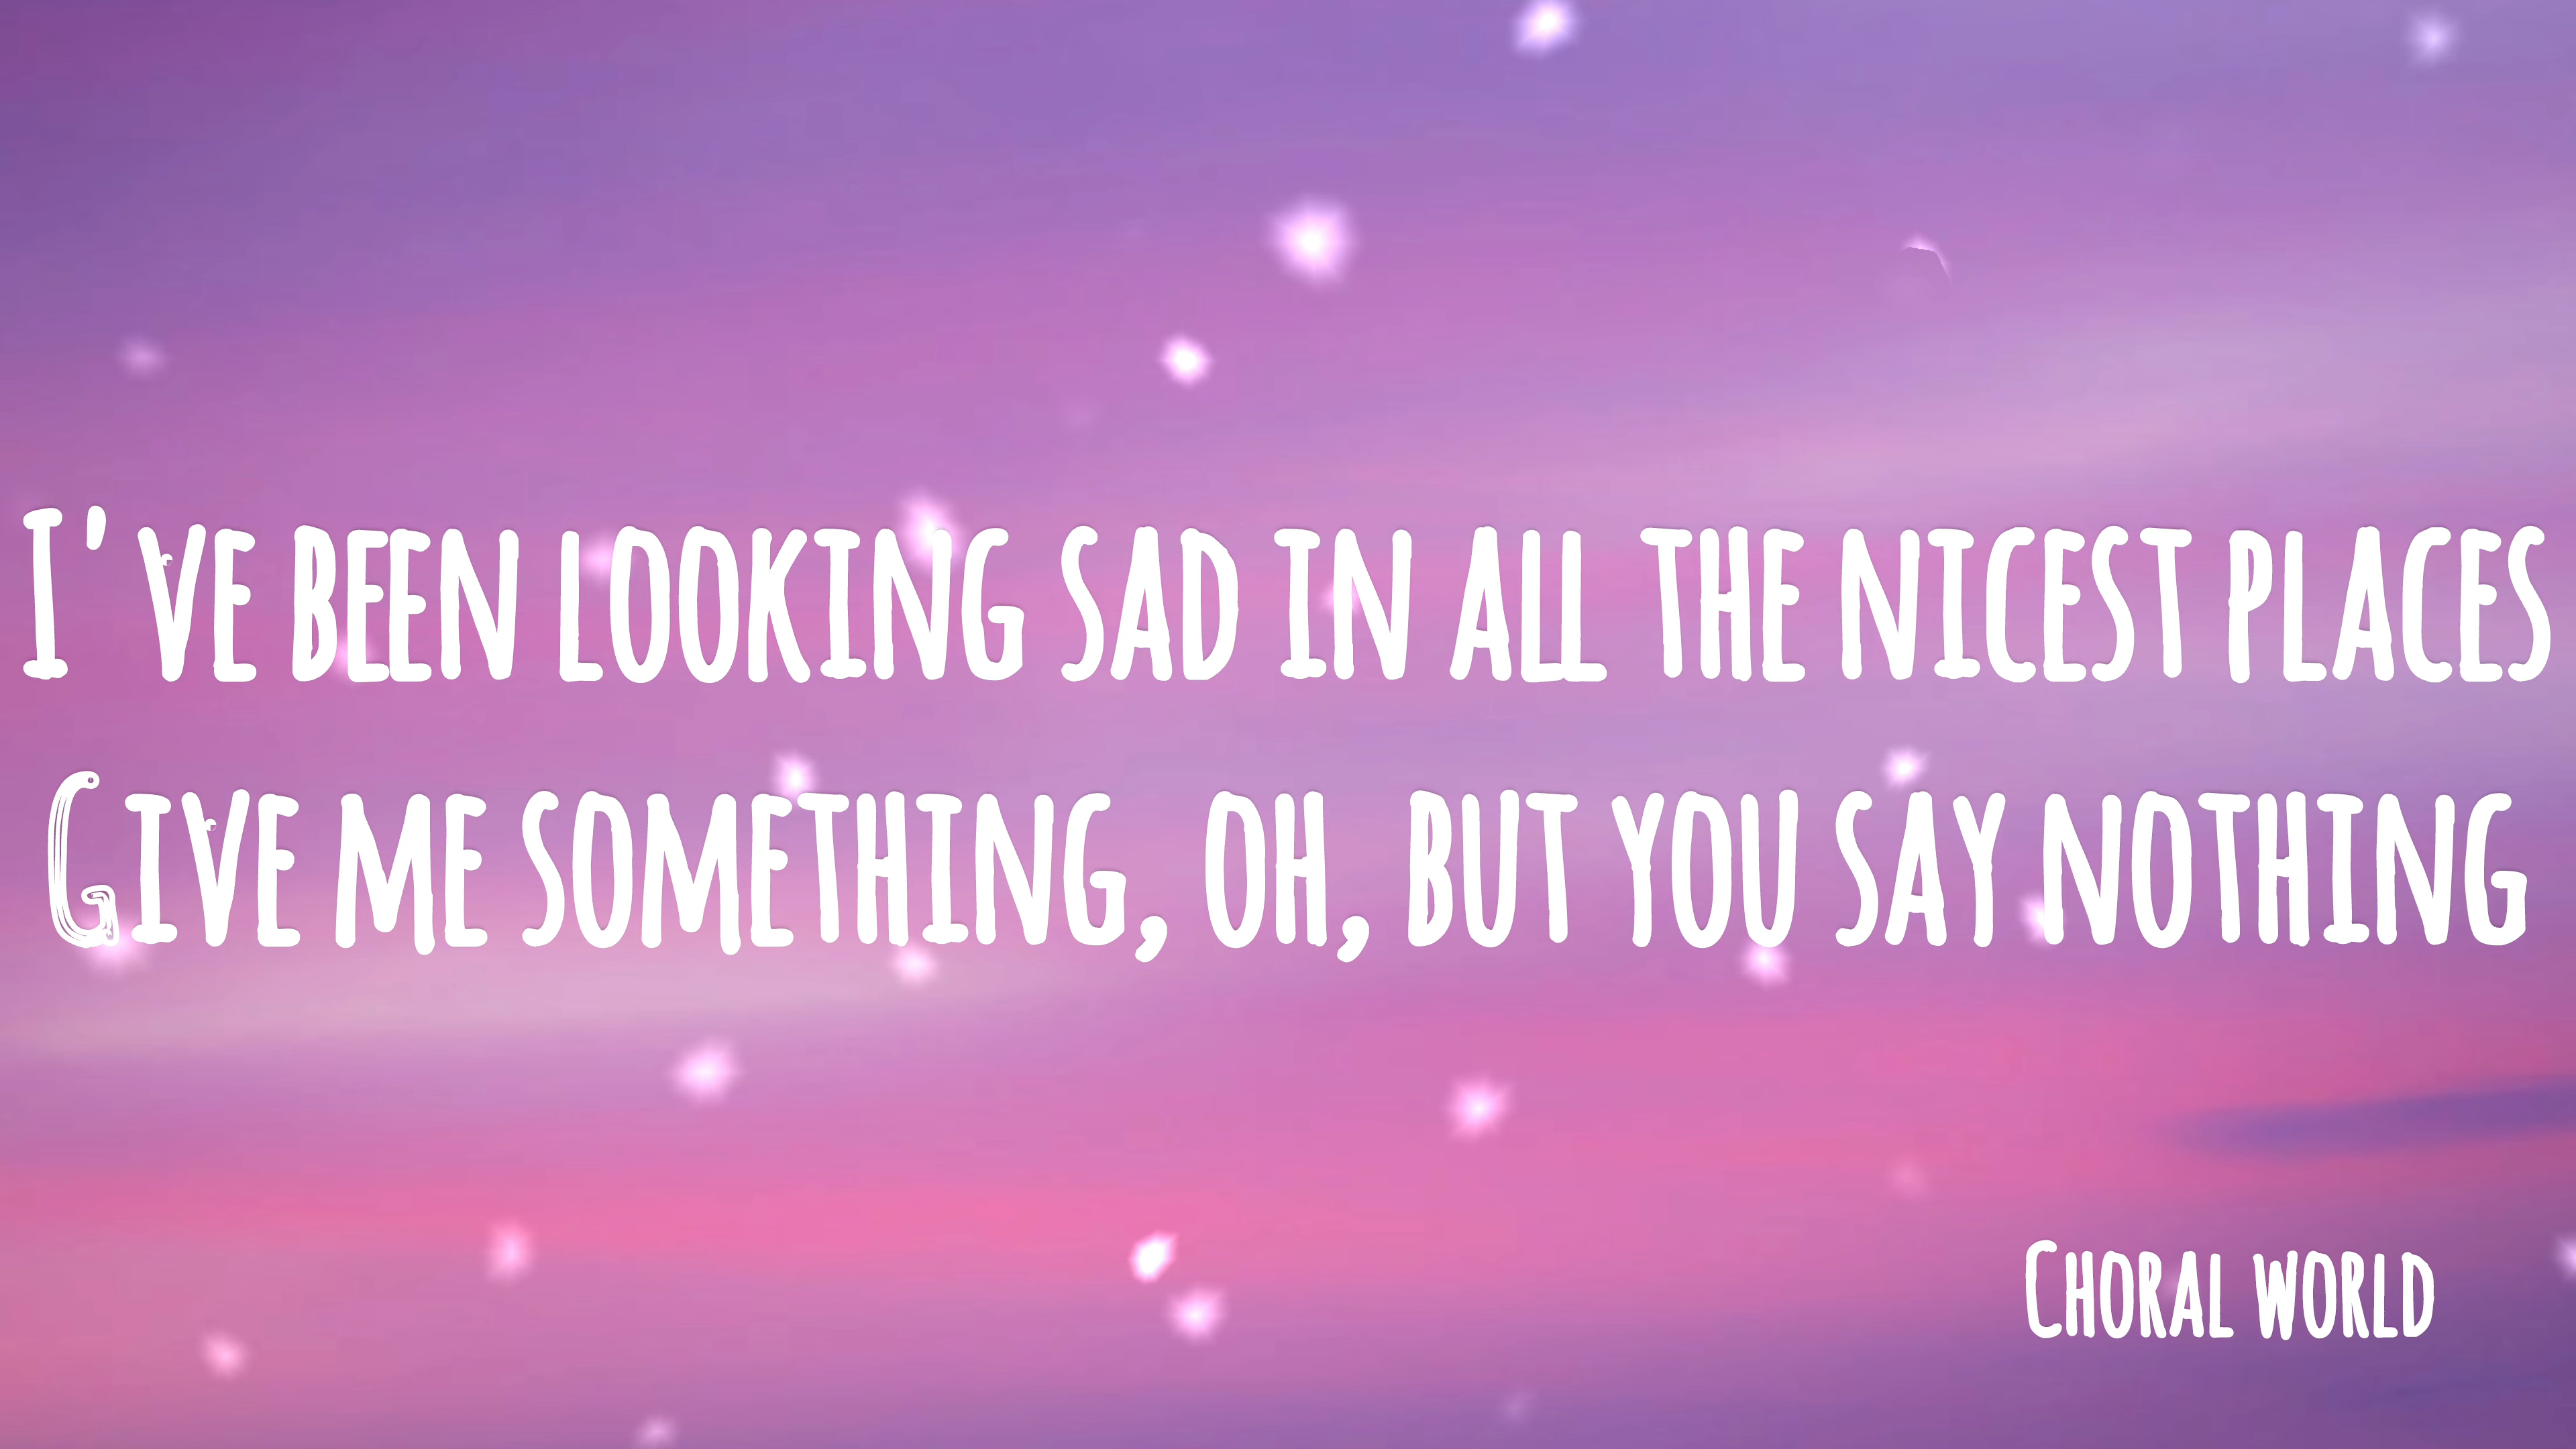 I've been looking sad in all the nicest places
Give me something, oh, but you say nothing
Choral world